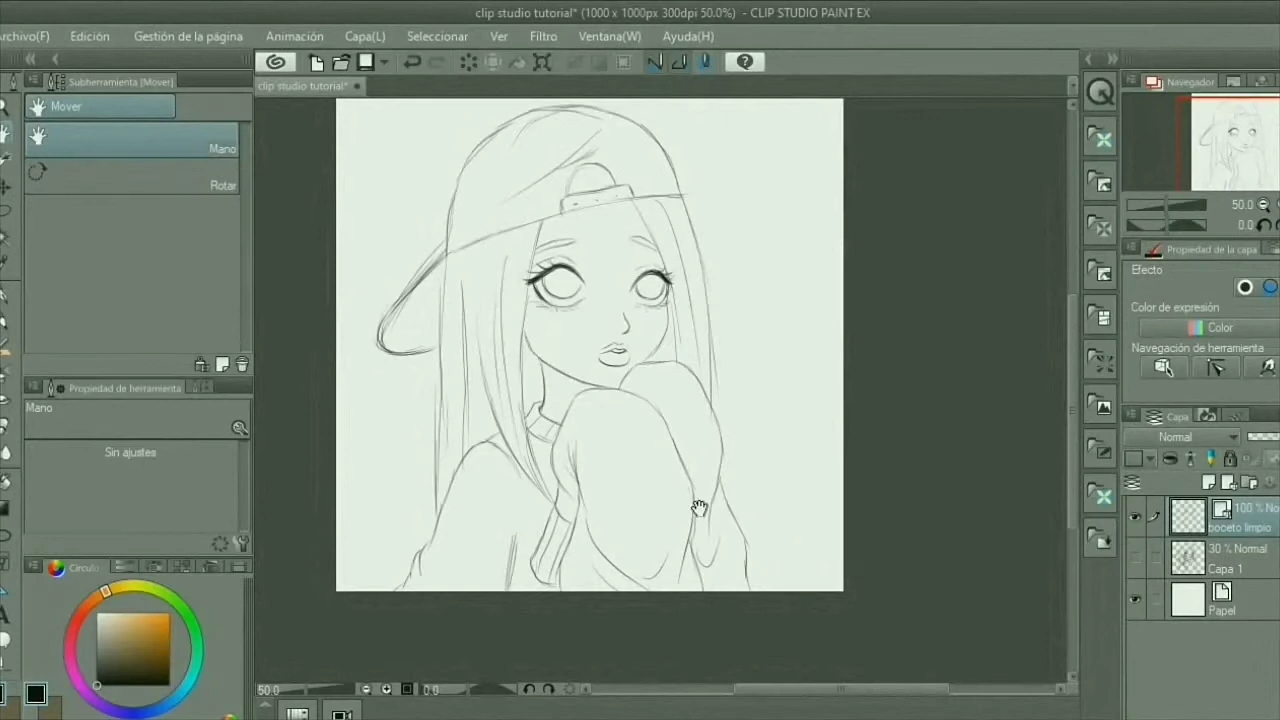 clip studio tutorial* (1000 x 1000px 300dpi 50.0%) - CLIP STUDIO PAINT EX
Archivo(F) Edición Gestión de la página Animación Capa(L) Seleccionar Ver Filtro Ventana(W) Ayuda(H)
Subherramienta [Mover]
clip studio tutorial*
Navegador
Mover
Mano
Rotar
50.0
0.0
Propiedad de la capa
Efecto
Color de expresión
Color
Navegación de herramienta
Propiedad de herramienta
Mano
Sin ajustes
Capa
Normal
100 % No
boceto limpio
30 % Normal
Capa 1
Papel
Círculo
50.0
0.0